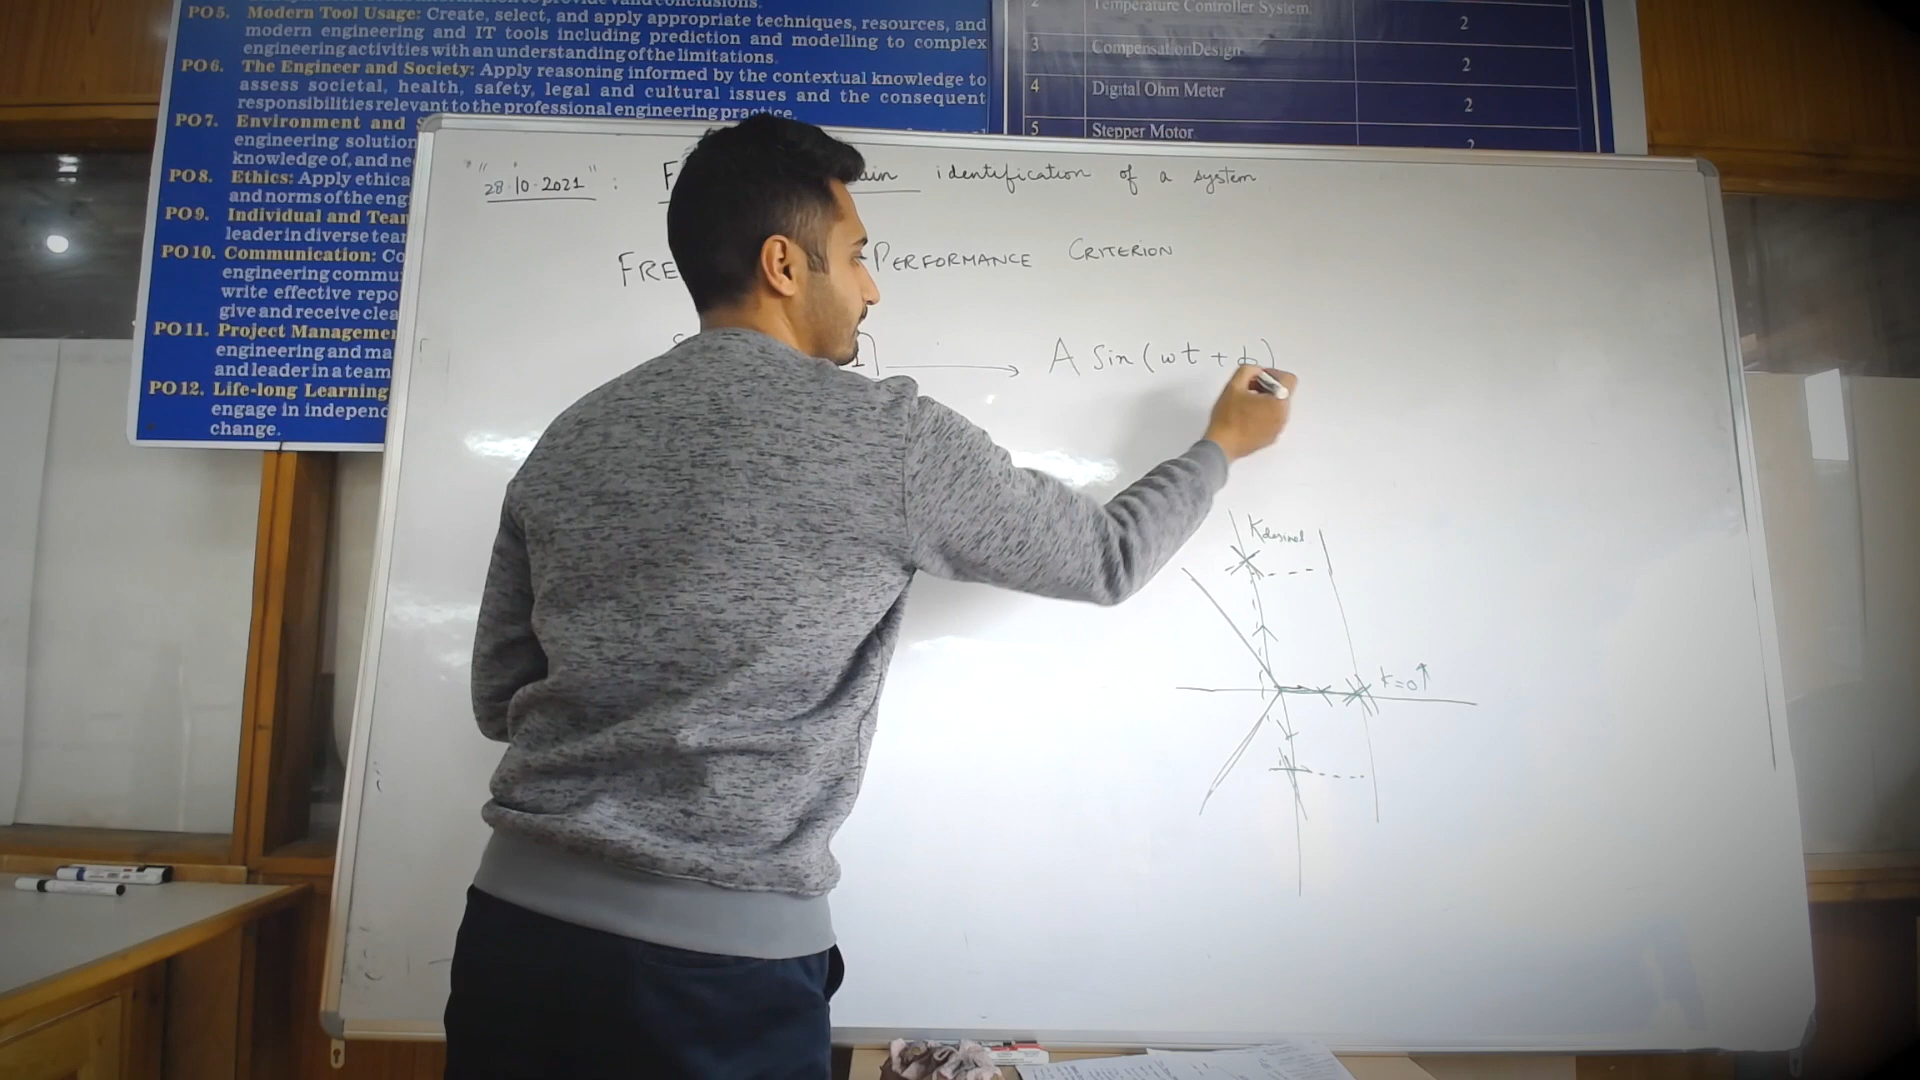 PO5. Modern Tool Usage: Create, select, and apply appropriate techniques, resources, and
modern engineering and IT tools including prediction and modelling to complex
engineering activities with an understanding of the limitations.
PO6. The Engineer and Society: Apply reasoning informed by the contextual knowledge to
assess societal, health, safety, legal and cultural issues and the consequent
responsibilities relevant to the professional engineering practice.
PO7. Environment and S
engineering solution
knowledge of, and ne
PO8. Ethics: Apply ethica
and norms of the eng
PO9. Individual and Tea
leader in diverse tea
PO10. Communication: Co
engineering commu
write effective repo
give and receive clea
PO11. Project Manageme
engineering and ma
and leader in a team
PO12. Life-long Learning
engage in independ
change.
2 Temperature Controller System 2
3 CompensationDesign 2
4 Digital Ohm Meter 2
5 Stepper Motor 2
"28.10.2021" : F ain identification of a system
FRE PERFORMANCE CRITERION
A Sin(ωt + ϕ)
Kdesired
K=0↑